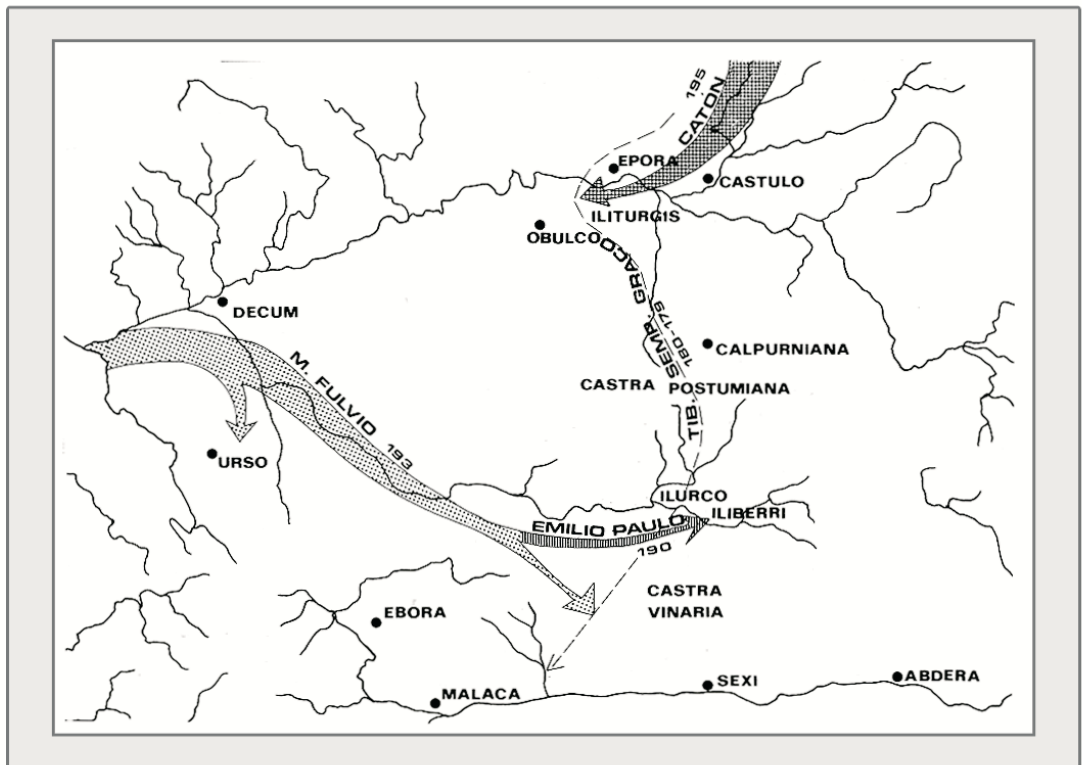 195
CATON
EPORA
CASTULO
ILITURGIS
OBULCO
TIB. SEMP. GRACO
180-179
DECUM
M. FULVIO 193
CALPURNIANA
CASTRA POSTUMIANA
URSO
ILURCO
ILIBERRI
EMILIO PAULO
190
CASTRA
VINARIA
EBORA
MALACA
SEXI
ABDERA